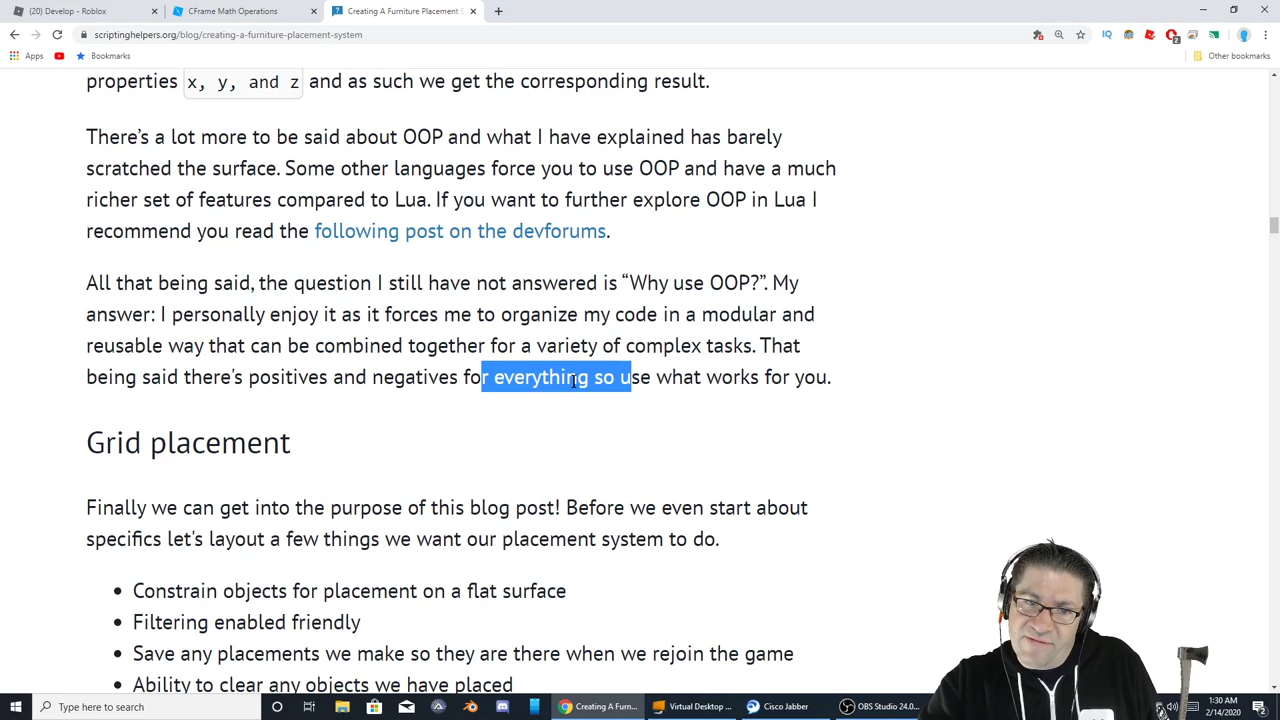 (20) Develop - Roblox
CFrame Math Operations
Creating A Furniture Placement S
scriptinghelpers.org/blog/creating-a-furniture-placement-system
Apps
Bookmarks
Other bookmarks
properties x, y, and z and as such we get the corresponding result.
There's a lot more to be said about OOP and what I have explained has barely
scratched the surface. Some other languages force you to use OOP and have a much
richer set of features compared to Lua. If you want to further explore OOP in Lua I
recommend you read the following post on the devforums.
All that being said, the question I still have not answered is “Why use OOP?”. My
answer: I personally enjoy it as it forces me to organize my code in a modular and
reusable way that can be combined together for a variety of complex tasks. That
being said there's positives and negatives for everything so use what works for you.
Grid placement
Finally we can get into the purpose of this blog post! Before we even start about
specifics let's layout a few things we want our placement system to do.
• Constrain objects for placement on a flat surface
• Filtering enabled friendly
• Save any placements we make so they are there when we rejoin the game
• Ability to clear any objects we have placed
Type here to search
Creating A Furn...
Virtual Desktop ...
Cisco Jabber
OBS Studio 24.0...
1:30 AM
2/14/2020